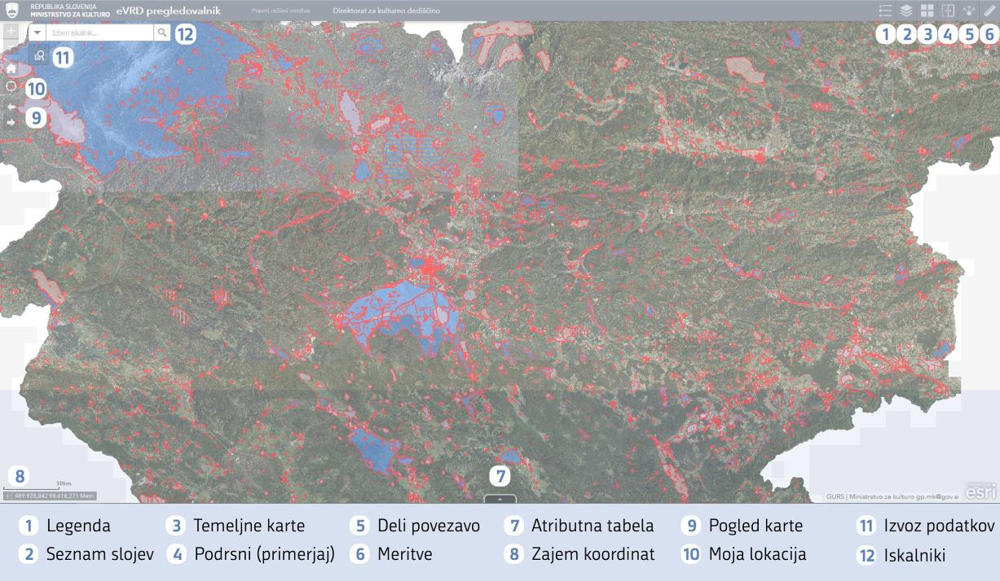 REPUBLIKA SLOVENIJA
MINISTRSTVO ZA KULTURO
eVRD pregledovalnik
Pravni režimi varstva
Direktorat za kulturno dediščino
Izberi iskalnik...
12
1 2 3 4 5 6
11
10
9
8
7
10km
489.928,842 98.616,271 Metri
GURS | Ministrstvo za kulturo gp.mk@gov.si
POWERED BY
esri
1 Legenda
3 Temeljne karte
5 Deli povezavo
7 Atributna tabela
9 Pogled karte
11 Izvoz podatkov
2 Seznam slojev
4 Podrsni (primerjaj)
6 Meritve
8 Zajem koordinat
10 Moja lokacija
12 Iskalniki